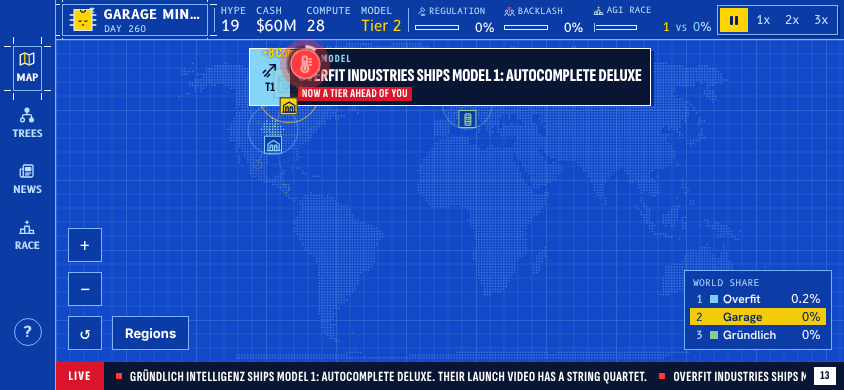 GARAGE MIN...
DAY 260
HYPE
19
CASH
$60M
COMPUTE
28
MODEL
Tier 2
REGULATION
0%
BACKLASH
0%
AGI RACE
1 VS 0%
1x
2x
3x
MAP
TREES
NEWS
RACE
?
T1
MODEL
OVERFIT INDUSTRIES SHIPS MODEL 1: AUTOCOMPLETE DELUXE
NOW A TIER AHEAD OF YOU
+
−
↺
Regions
WORLD SHARE
1 Overfit 0.2%
2 Garage 0%
3 Gründlich 0%
LIVE
GRÜNDLICH INTELLIGENZ SHIPS MODEL 1: AUTOCOMPLETE DELUXE. THEIR LAUNCH VIDEO HAS A STRING QUARTET.
OVERFIT INDUSTRIES SHIPS
13